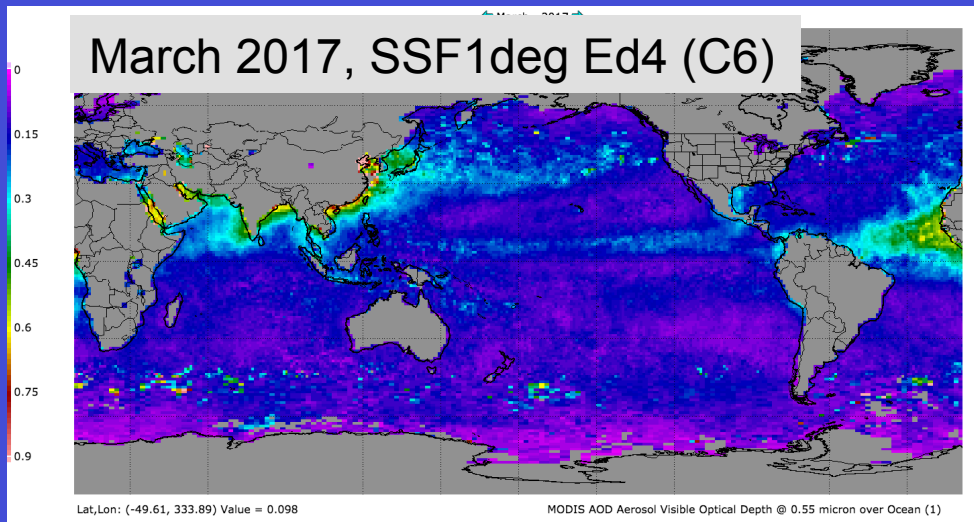 March 2017
March 2017, SSF1deg Ed4 (C6)
0
0.15
0.3
0.45
0.6
0.75
0.9
Lat,Lon: (-49.61, 333.89) Value = 0.098
MODIS AOD Aerosol Visible Optical Depth @ 0.55 micron over Ocean (1)